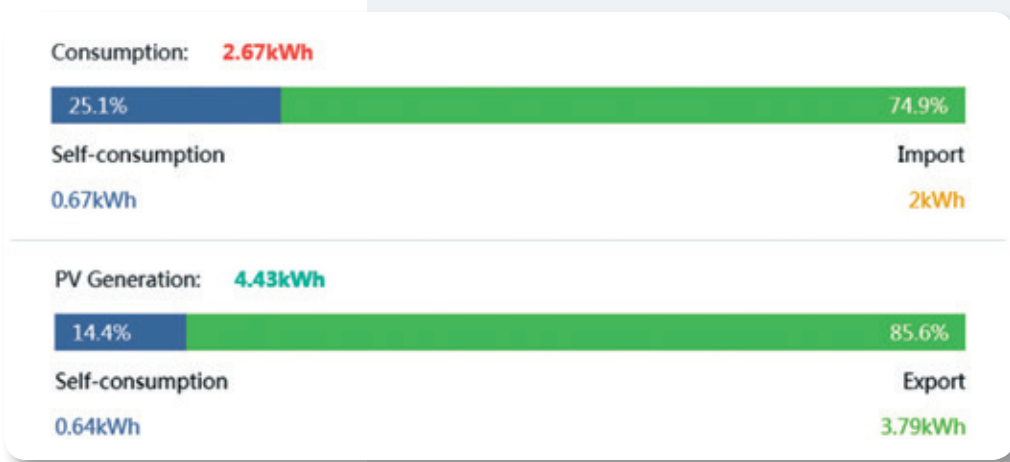 Consumption: 2.67kWh
25.1% 74.9%
Self-consumption Import
0.67kWh 2kWh
PV Generation: 4.43kWh
14.4% 85.6%
Self-consumption Export
0.64kWh 3.79kWh